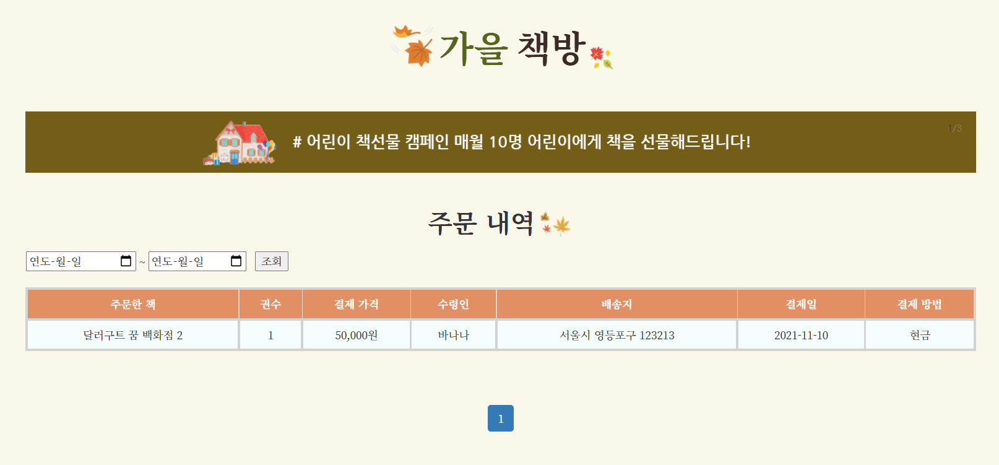 가을 책방
# 어린이 책선물 캠페인 매월 10명 어린이에게 책을 선물해드립니다!
1/3
주문 내역
연도-월-일 ~ 연도-월-일 조회
주문한 책 권수 결제 가격 수령인 배송지 결제일 결제 방법
달러구트 꿈 백화점 2 1 50,000원 바나나 서울시 영등포구 123213 2021-11-10 현금
1